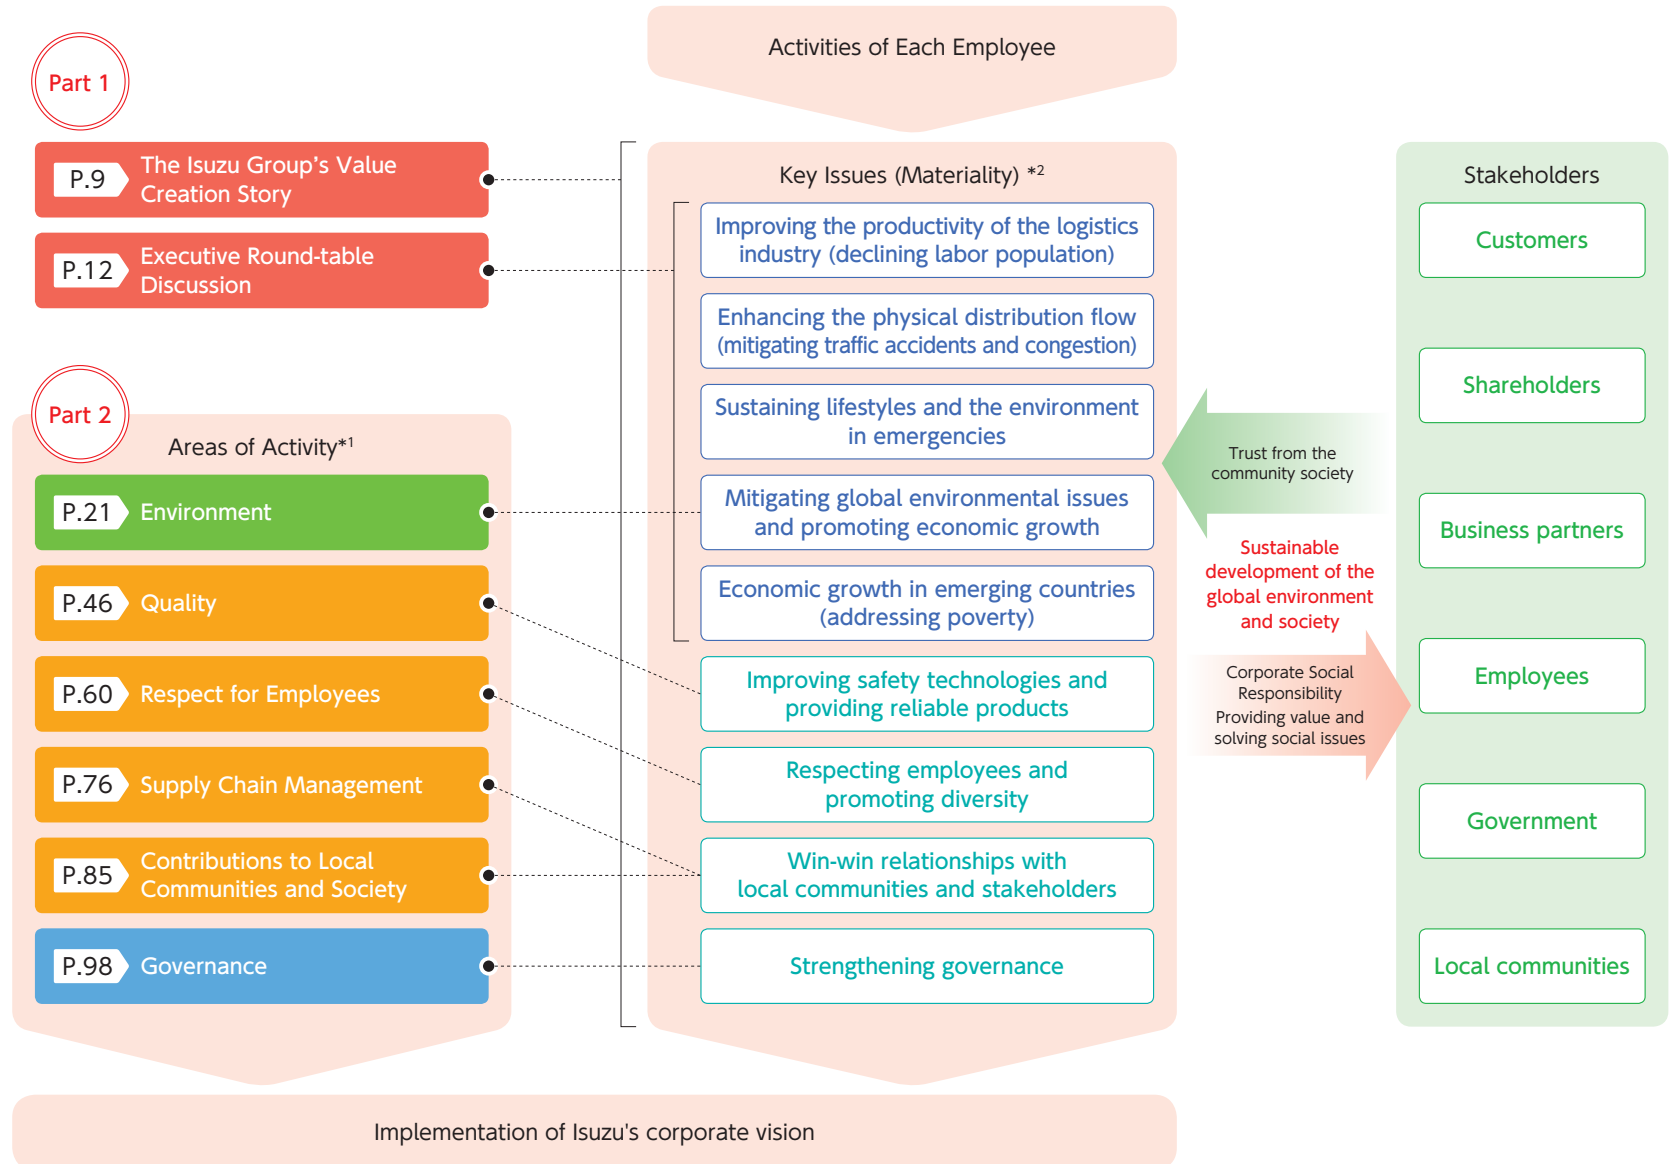 Activities of Each Employee
Part 1
P.9
The Isuzu Group’s Value
Creation Story
P.12
Executive Round-table
Discussion
Part 2
Areas of Activity*1
P.21
Environment
P.46
Quality
P.60
Respect for Employees
P.76
Supply Chain Management
P.85
Contributions to Local
Communities and Society
P.98
Governance
Key Issues (Materiality) *2
Improving the productivity of the logistics
industry (declining labor population)
Enhancing the physical distribution flow
(mitigating traffic accidents and congestion)
Sustaining lifestyles and the environment
in emergencies
Mitigating global environmental issues
and promoting economic growth
Economic growth in emerging countries
(addressing poverty)
Improving safety technologies and
providing reliable products
Respecting employees and
promoting diversity
Win-win relationships with
local communities and stakeholders
Strengthening governance
Trust from the
community society
Sustainable
development of the
global environment
and society
Corporate Social
Responsibility
Providing value and
solving social issues
Stakeholders
Customers
Shareholders
Business partners
Employees
Government
Local communities
Implementation of Isuzu's corporate vision